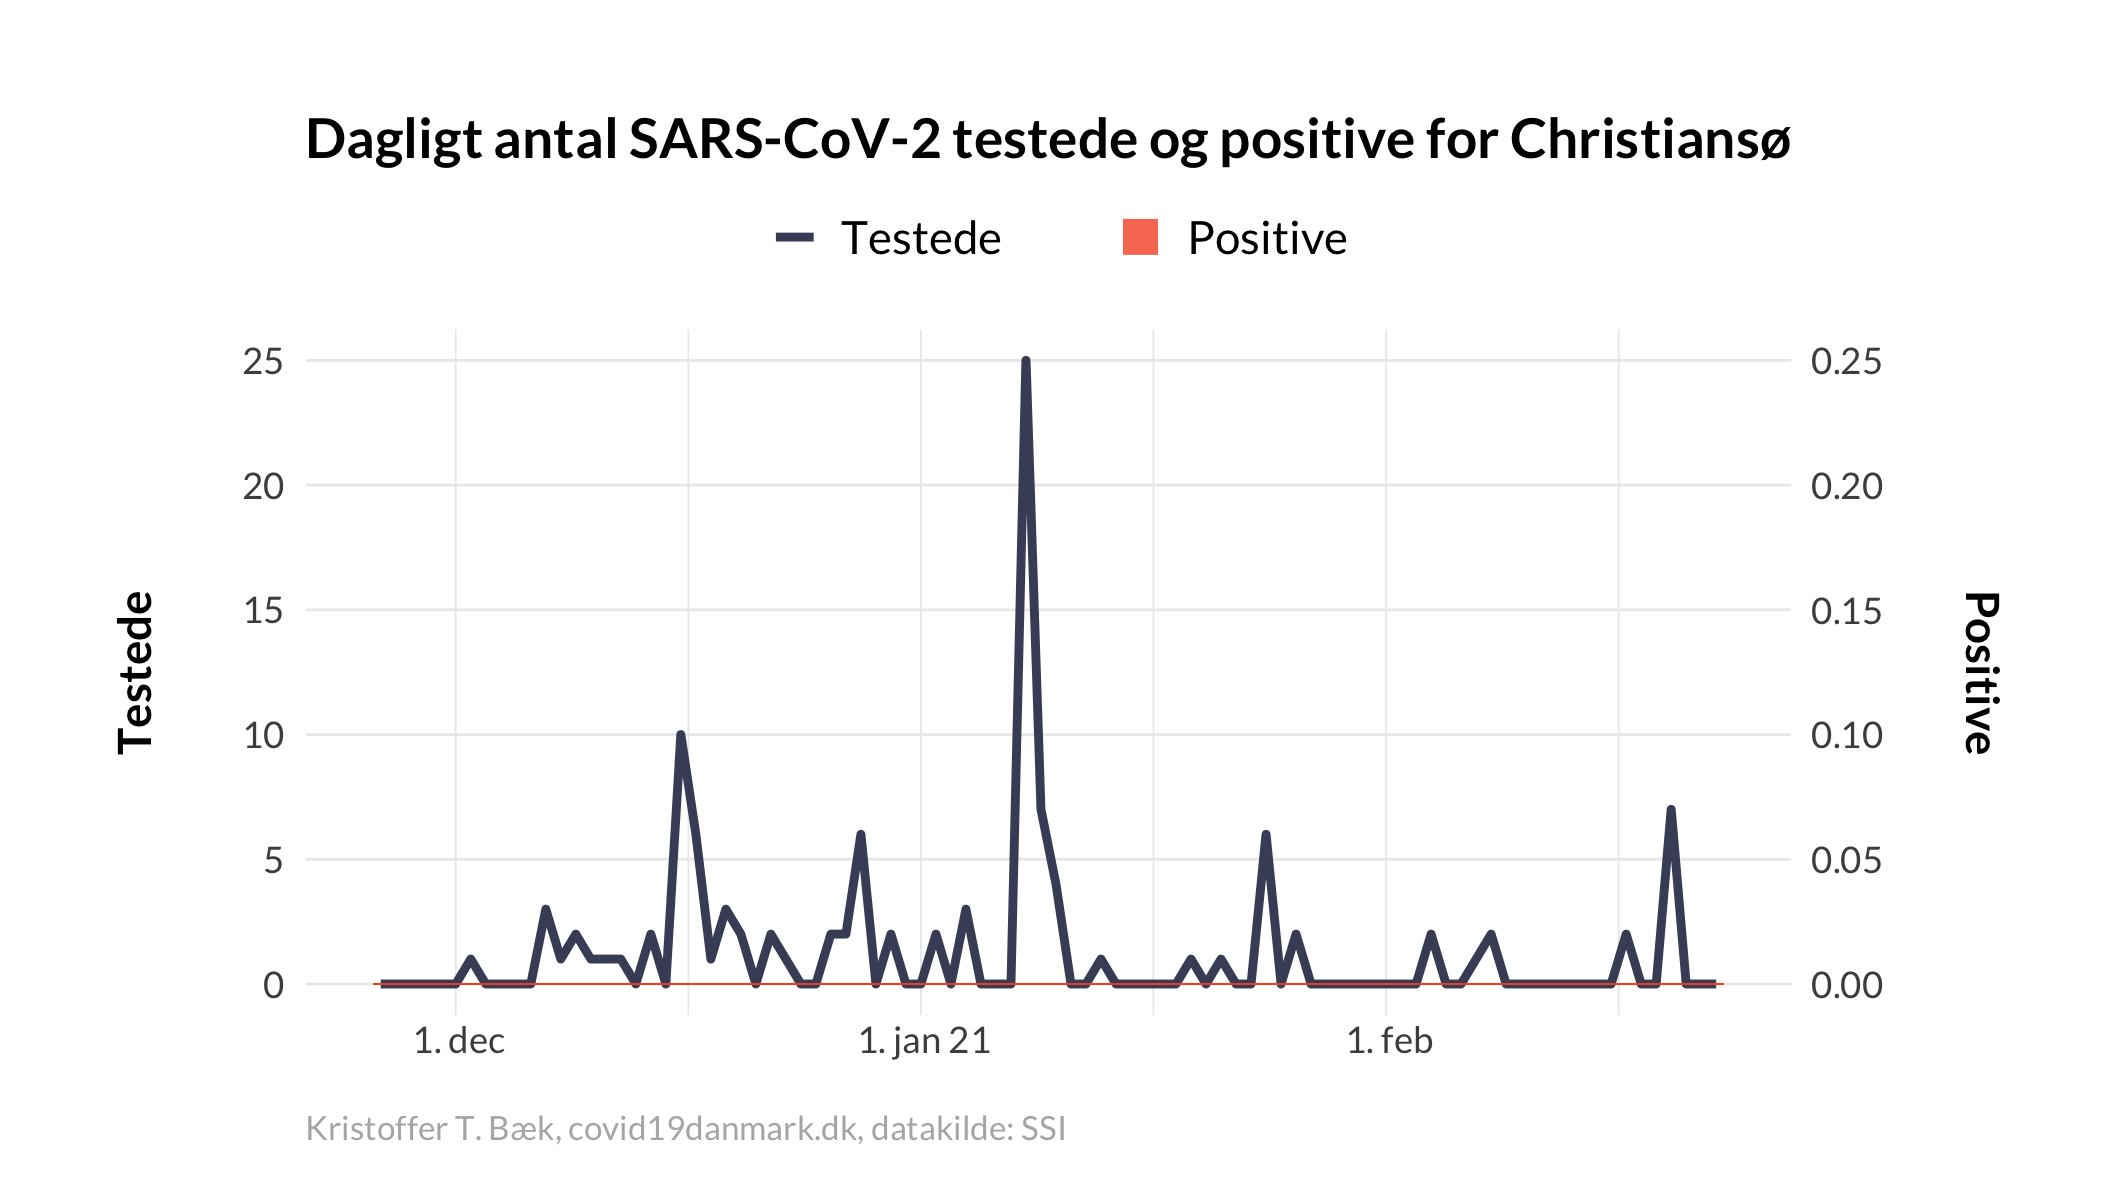 Dagligt antal SARS-CoV-2 testede og positive for Christiansø
Testede Positive
25 0.25
20 0.20
15 0.15
10 0.10
5 0.05
0 0.00
Testede
Positive
1. dec 1. jan 21 1. feb
Kristoffer T. Bæk, covid19danmark.dk, datakilde: SSI